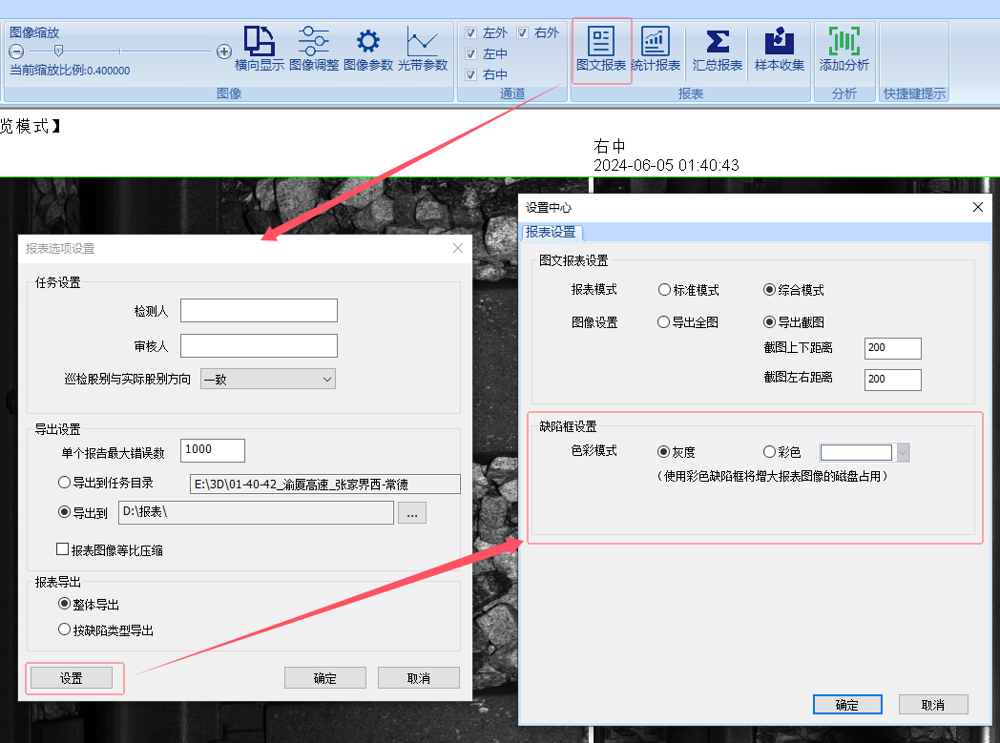 图像缩放
当前缩放比例:0.400000
横向显示
图像调整
图像参数
光带参数
图像
左外
右外
左中
右中
通道
图文报表
统计报表
汇总报表
样本收集
报表
添加分析
分析
快捷键提示
览模式】
右中
2024-06-05 01:40:43
报表选项设置
任务设置
检测人
审核人
巡检股别与实际股别方向
一致
导出设置
单个报告最大错误数
1000
导出到任务目录
E:\3D\01-40-42_渝厦高速_张家界西-常德
导出到
D:\报表\
...
报表图像等比压缩
报表导出
整体导出
按缺陷类型导出
设置
确定
取消
设置中心
报表设置
图文报表设置
报表模式
标准模式
综合模式
图像设置
导出全图
导出截图
截图上下距离
200
截图左右距离
200
缺陷框设置
色彩模式
灰度
彩色
（使用彩色缺陷框将增大报表图像的磁盘占用）
确定
取消